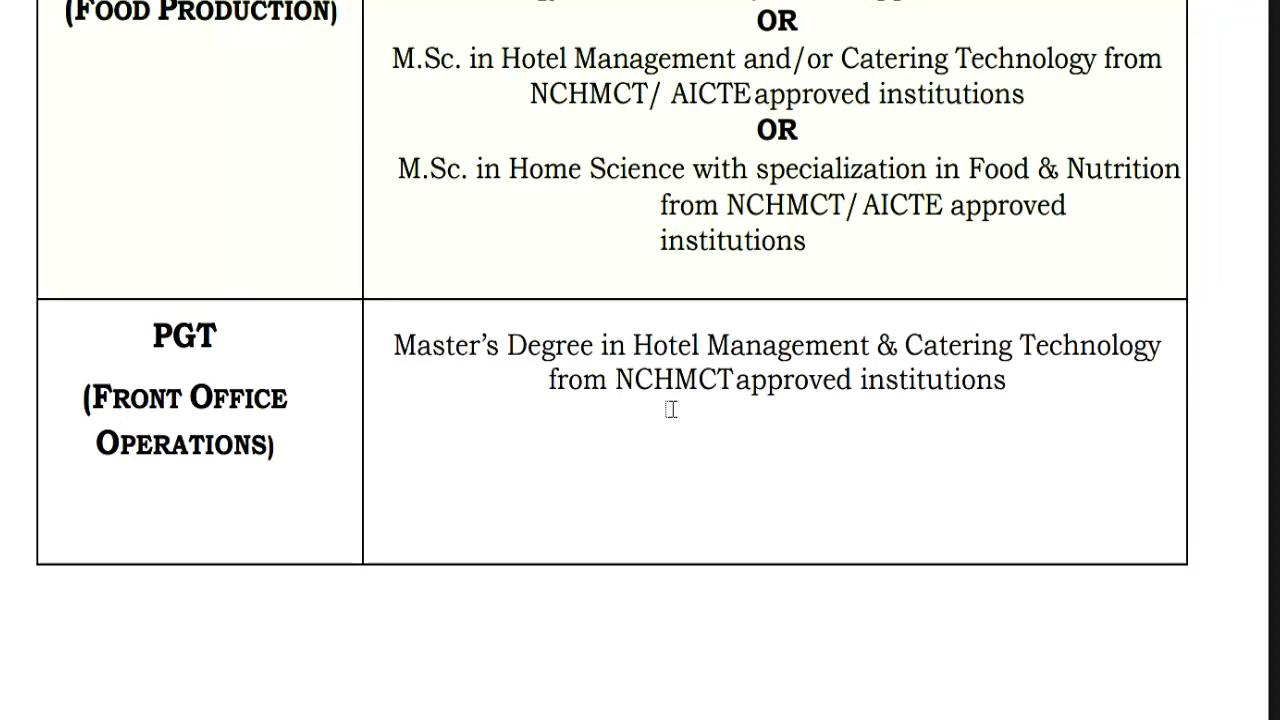 (FOOD PRODUCTION)
OR
M.Sc. in Hotel Management and/or Catering Technology from
NCHMCT/ AICTE approved institutions
OR
M.Sc. in Home Science with specialization in Food & Nutrition
from NCHMCT/ AICTE approved
institutions
PGT
(FRONT OFFICE
OPERATIONS)
Master’s Degree in Hotel Management & Catering Technology
from NCHMCT approved institutions